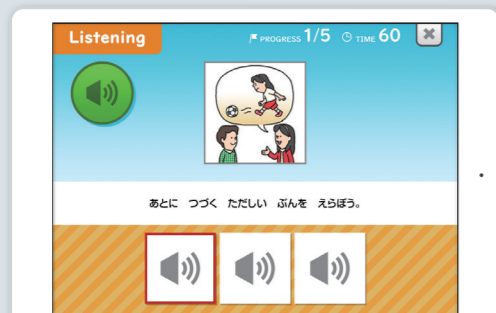 Listening
PROGRESS 1/5 TIME 60
あとに つづく ただしい ぶんを えらぼう。